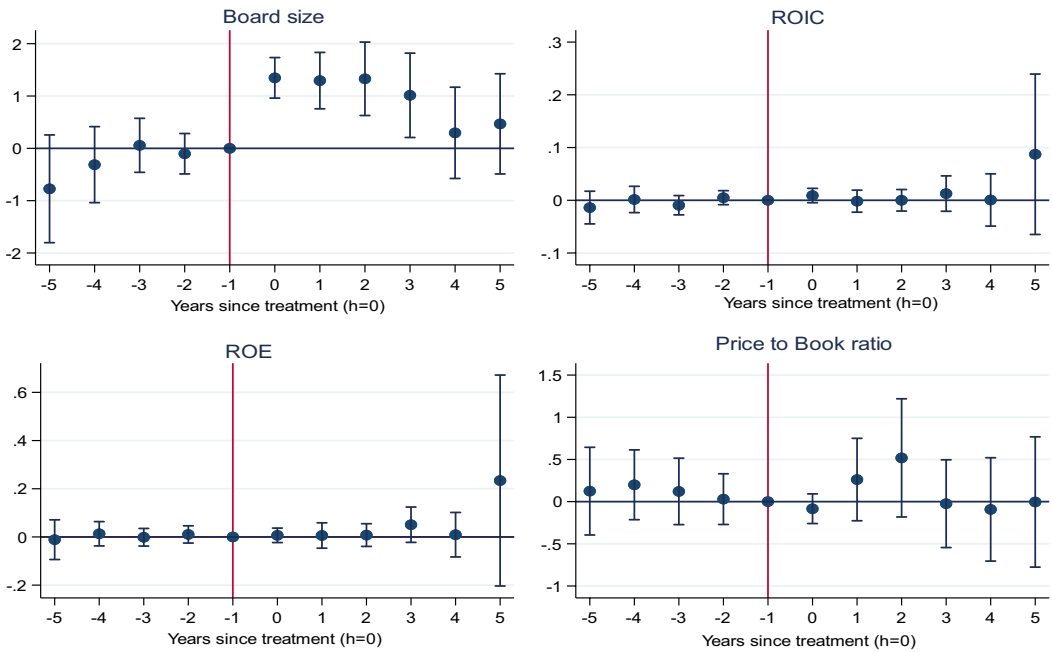 Board size
2
1
0
-1
-2
-5 -4 -3 -2 -1 0 1 2 3 4 5
Years since treatment (h=0)
ROIC
.3
.2
.1
0
-.1
-5 -4 -3 -2 -1 0 1 2 3 4 5
Years since treatment (h=0)
ROE
.6
.4
.2
0
-.2
-5 -4 -3 -2 -1 0 1 2 3 4 5
Years since treatment (h=0)
Price to Book ratio
1.5
1
.5
0
-.5
-1
-5 -4 -3 -2 -1 0 1 2 3 4 5
Years since treatment (h=0)